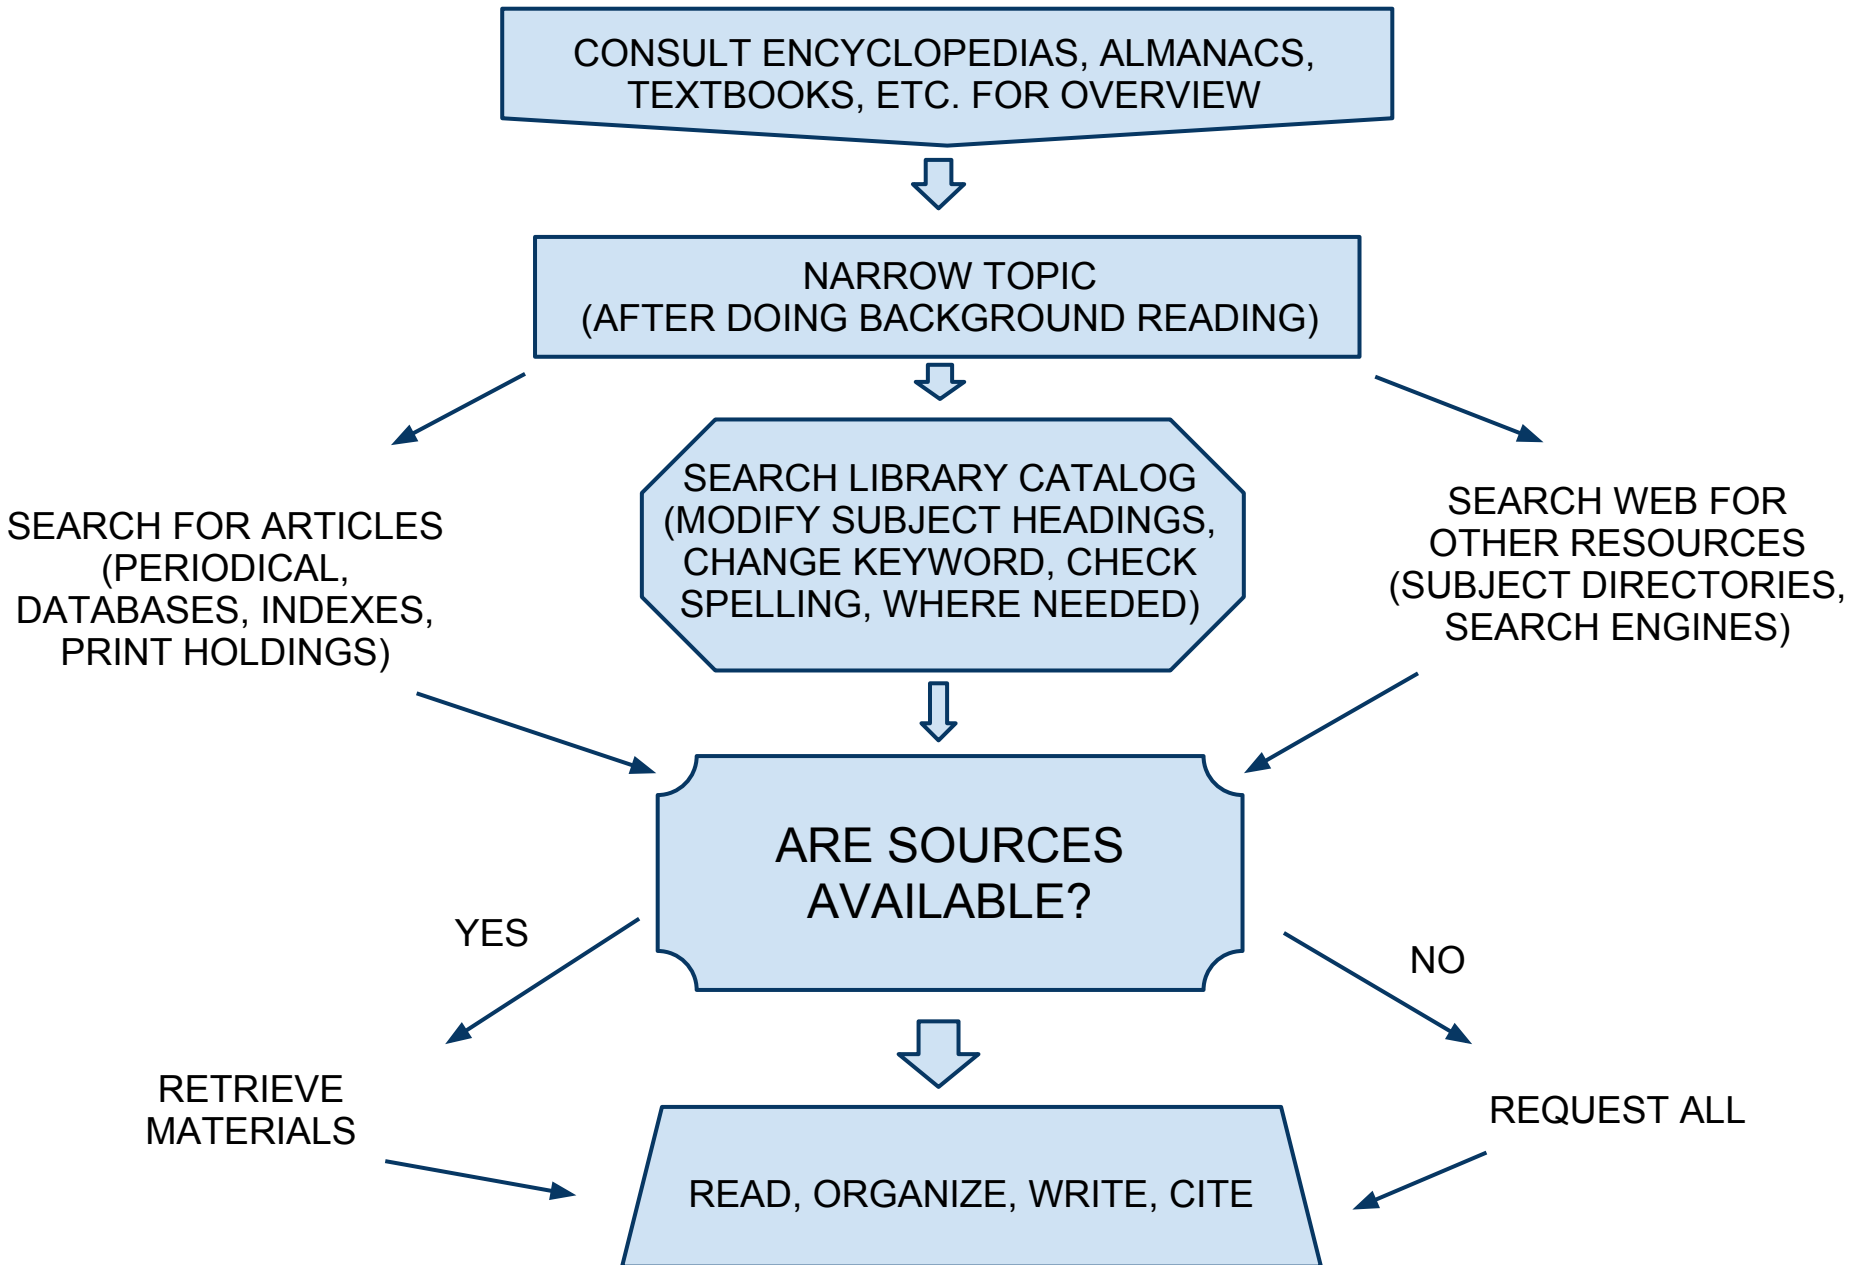 CONSULT ENCYCLOPEDIAS, ALMANACS,
TEXTBOOKS, ETC. FOR OVERVIEW
NARROW TOPIC
(AFTER DOING BACKGROUND READING)
SEARCH FOR ARTICLES
(PERIODICAL,
DATABASES, INDEXES,
PRINT HOLDINGS)
SEARCH LIBRARY CATALOG
(MODIFY SUBJECT HEADINGS,
CHANGE KEYWORD, CHECK
SPELLING, WHERE NEEDED)
SEARCH WEB FOR
OTHER RESOURCES
(SUBJECT DIRECTORIES,
SEARCH ENGINES)
ARE SOURCES
AVAILABLE?
YES
NO
RETRIEVE
MATERIALS
REQUEST ALL
READ, ORGANIZE, WRITE, CITE